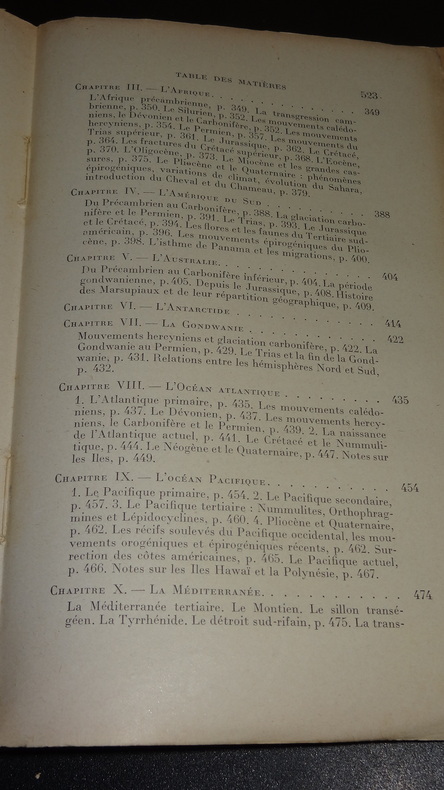 TABLE DES MATIÈRES 523
CHAPITRE III. — L'AFRIQUE. . . . . . . . . . . . . . 349
L'Afrique précambrienne, p. 349. La transgression cam-
brienne, p. 350. Le Silurien, p. 352. Les mouvements calédo-
niens, le Dévonien et le Carbonifère, p. 352. Les mouvements
hercyniens, p. 354. Le Permien, p. 357. Les mouvements du
Trias supérieur, p. 361. Le Jurassique, p. 362. Le Crétacé,
p. 364. Les fractures du Crétacé supérieur, p. 368. L'Eocène,
p. 370. L'Oligocène, p. 373. Le Miocène et les grandes cas-
sures, p. 375. Le Pliocène et le Quaternaire : phénomènes
épirogéniques, variations de climat, évolution du Sahara,
introduction du Cheval et du Chameau, p. 379.
CHAPITRE IV. — L'AMÉRIQUE DU SUD . . . . . . . . . 388
Du Précambrien au Carbonifère, p. 388. La glaciation carbo-
nifère et le Permien, p. 391. Le Trias, p. 393. Le Jurassique
et le Crétacé, p. 394. Les flores et les faunes du Tertiaire sud-
américain, p. 396. Les mouvements épirogéniques du Plio-
cène, p. 398. L'isthme de Panama et les migrations, p. 400.
CHAPITRE V. — L'AUSTRALIE. . . . . . . . . . . . . 404
Du Précambrien au Carbonifère inférieur, p. 404. La période
gondwanienne, p. 405. Depuis le Jurassique, p. 408. Histoire
des Marsupiaux et de leur répartition géographique, p. 409.
CHAPITRE VI. — L'ANTARCTIDE . . . . . . . . . . . . 414
CHAPITRE VII. — LA GONDWANIE . . . . . . . . . . . 422
Mouvements hercyniens et glaciation carbonifère, p. 422. La
Gondwanie au Permien, p. 429. Le Trias et la fin de la Gond-
wanie, p. 431. Relations entre les hémisphères Nord et Sud,
p. 432.
CHAPITRE VIII. — L'OCÉAN ATLANTIQUE . . . . . . . . 435
1. L'Atlantique primaire, p. 435. Les mouvements calédo-
niens, p. 437. Le Dévonien, p. 437. Les mouvements hercy-
niens, le Carbonifère et le Permien, p. 439. 2. La naissance
de l'Atlantique actuel, p. 441. Le Crétacé et le Nummuli-
tique, p. 444. Le Néogène et le Quaternaire, p. 447. Notes sur
les Iles, p. 449.
CHAPITRE IX. — L'OCÉAN PACIFIQUE. . . . . . . . . . 454
1. Le Pacifique primaire, p. 454. 2. Le Pacifique secondaire,
p. 457. 3. Le Pacifique tertiaire : Nummulites, Orthophrag-
mines et Lépidocyclines, p. 460. 4. Pliocène et Quaternaire,
p. 462. Les récifs soulevés du Pacifique occidental, les mou-
vements orogéniques et épirogéniques récents, p. 462. Sur-
rection des côtes américaines, p. 465. Le Pacifique actuel,
p. 466. Notes sur les Iles Hawaï et la Polynésie, p. 467.
CHAPITRE X. — LA MÉDITERRANÉE. . . . . . . . . . . 474
La Méditerranée tertiaire. Le Montien. Le sillon transé-
géen. La Tyrrhénide. Le détroit sud-rifain, p. 475. La trans-